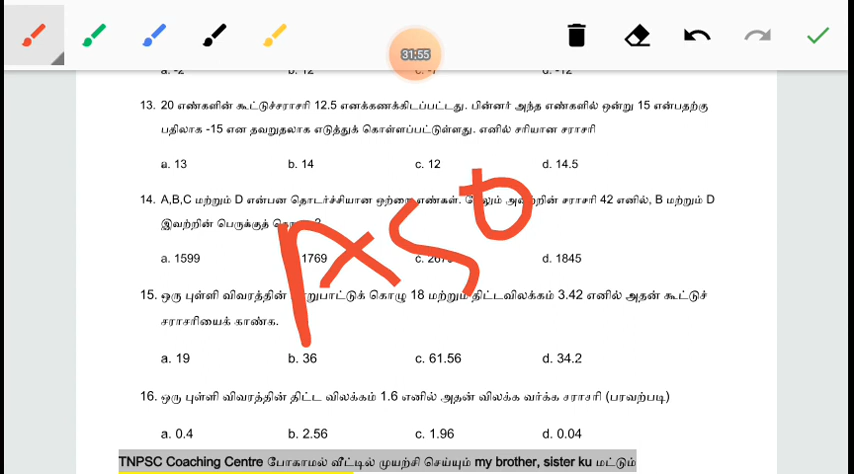 31:55
a. -2 b. 12 c. -7 d. -12
13. 20 எண்களின் கூட்டுச்சராசரி 12.5 எனக்கணக்கிடப்பட்டது. பின்னர் அந்த எண்களில் ஒன்று 15 என்பதற்கு
பதிலாக -15 என தவறுதலாக எடுத்துக் கொள்ளப்பட்டுள்ளது. எனில் சரியான சராசரி
a. 13 b. 14 c. 12 d. 14.5
14. A,B,C மற்றும் D என்பன தொடர்ச்சியான ஒற்றை எண்கள். மேலும் அவற்றின் சராசரி 42 எனில், B மற்றும் D
இவற்றின் பெருக்குத்
a. 1599 1769 c. d. 1845
15. ஒரு புள்ளி விவரத்தின் மாறுபாட்டுக் கெழு 18 மற்றும் திட்டவிலக்கம் 3.42 எனில் அதன் கூட்டுச்
சராசரியைக் காண்க.
a. 19 b. 36 c. 61.56 d. 34.2
16. ஒரு புள்ளி விவரத்தின் திட்ட விலக்கம் 1.6 எனில் அதன் விலக்க வர்க்க சராசரி (பரவற்படி)
a. 0.4 b. 2.56 c. 1.96 d. 0.04
TNPSC Coaching Centre போகாமல் வீட்டில் முயற்சி செய்யும் my brother, sister ku மட்டும்